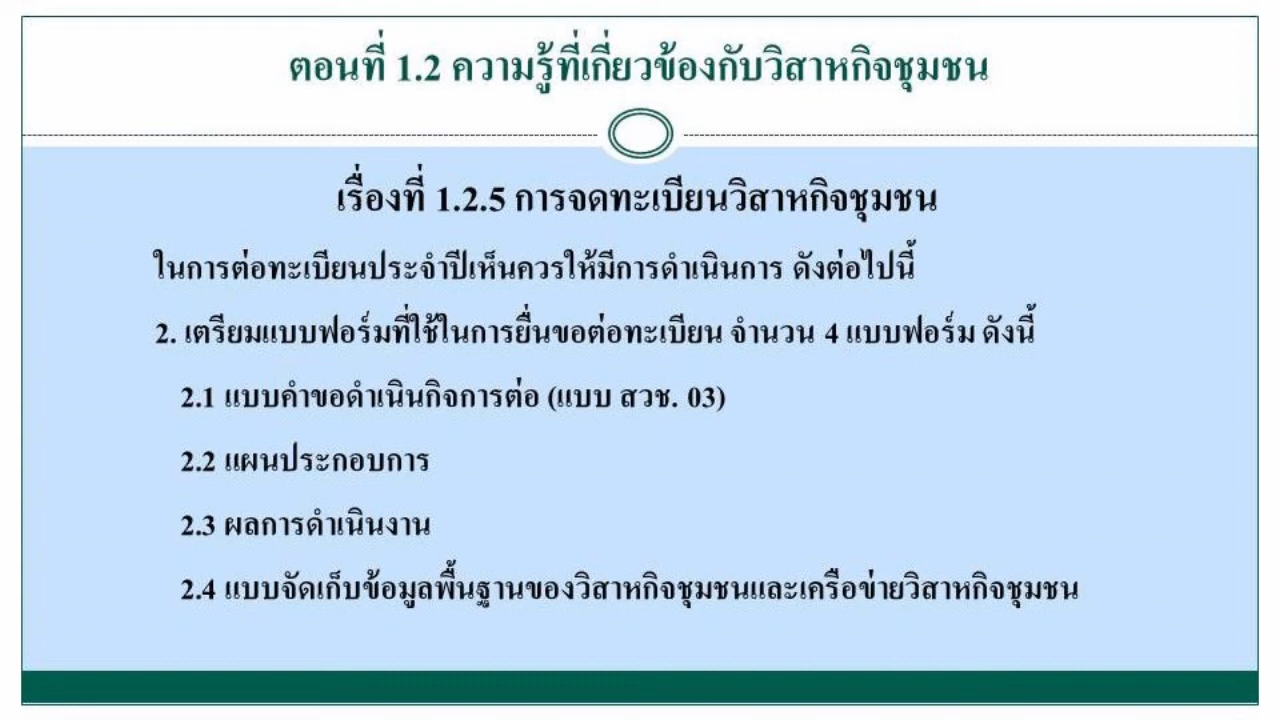 ตอนที่ 1.2 ความรู้ที่เกี่ยวข้องกับวิสาหกิจชุมชน
เรื่องที่ 1.2.5 การจดทะเบียนวิสาหกิจชุมชน
ในการต่อทะเบียนประจำปีเห็นควรให้มีการดำเนินการ ดังต่อไปนี้
2. เตรียมแบบฟอร์มที่ใช้ในการยื่นขอต่อทะเบียน จำนวน 4 แบบฟอร์ม ดังนี้
2.1 แบบคำขอดำเนินกิจการต่อ (แบบ สวช. 03)
2.2 แผนประกอบการ
2.3 ผลการดำเนินงาน
2.4 แบบจัดเก็บข้อมูลพื้นฐานของวิสาหกิจชุมชนและเครือข่ายวิสาหกิจชุมชน